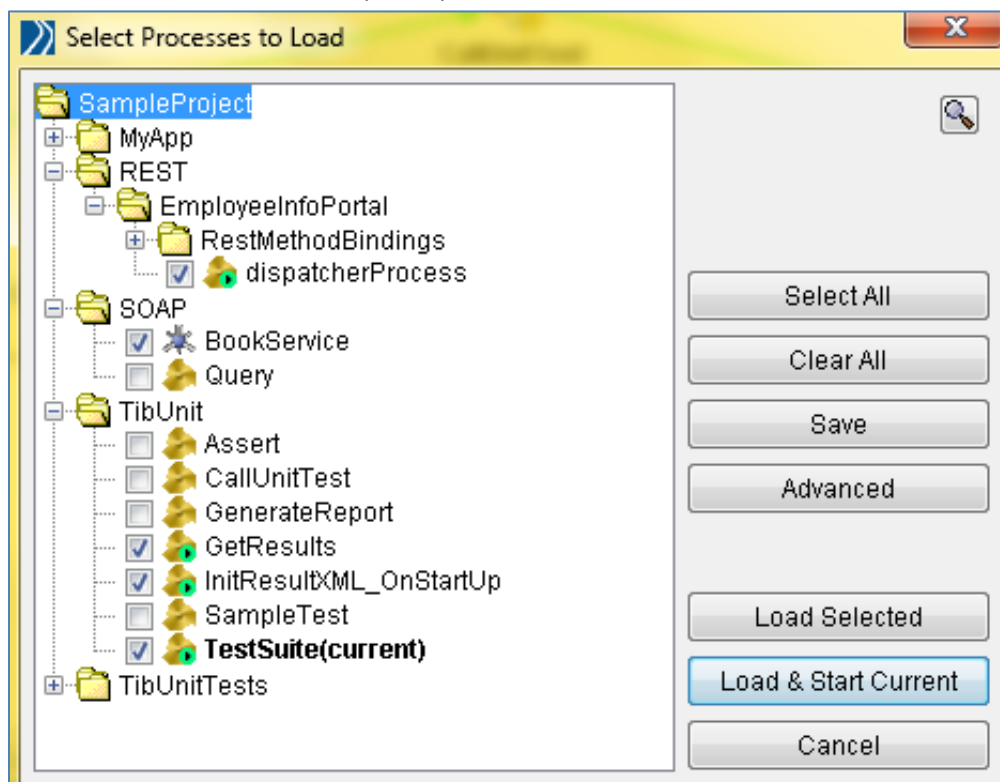 Select Processes to Load
SampleProject
MyApp
REST
EmployeeInfoPortal
RestMethodBindings
dispatcherProcess
SOAP
BookService
Query
TibUnit
Assert
CallUnitTest
GenerateReport
GetResults
InitResultXML_OnStartUp
SampleTest
TestSuite(current)
TibUnitTests
Select All
Clear All
Save
Advanced
Load Selected
Load & Start Current
Cancel